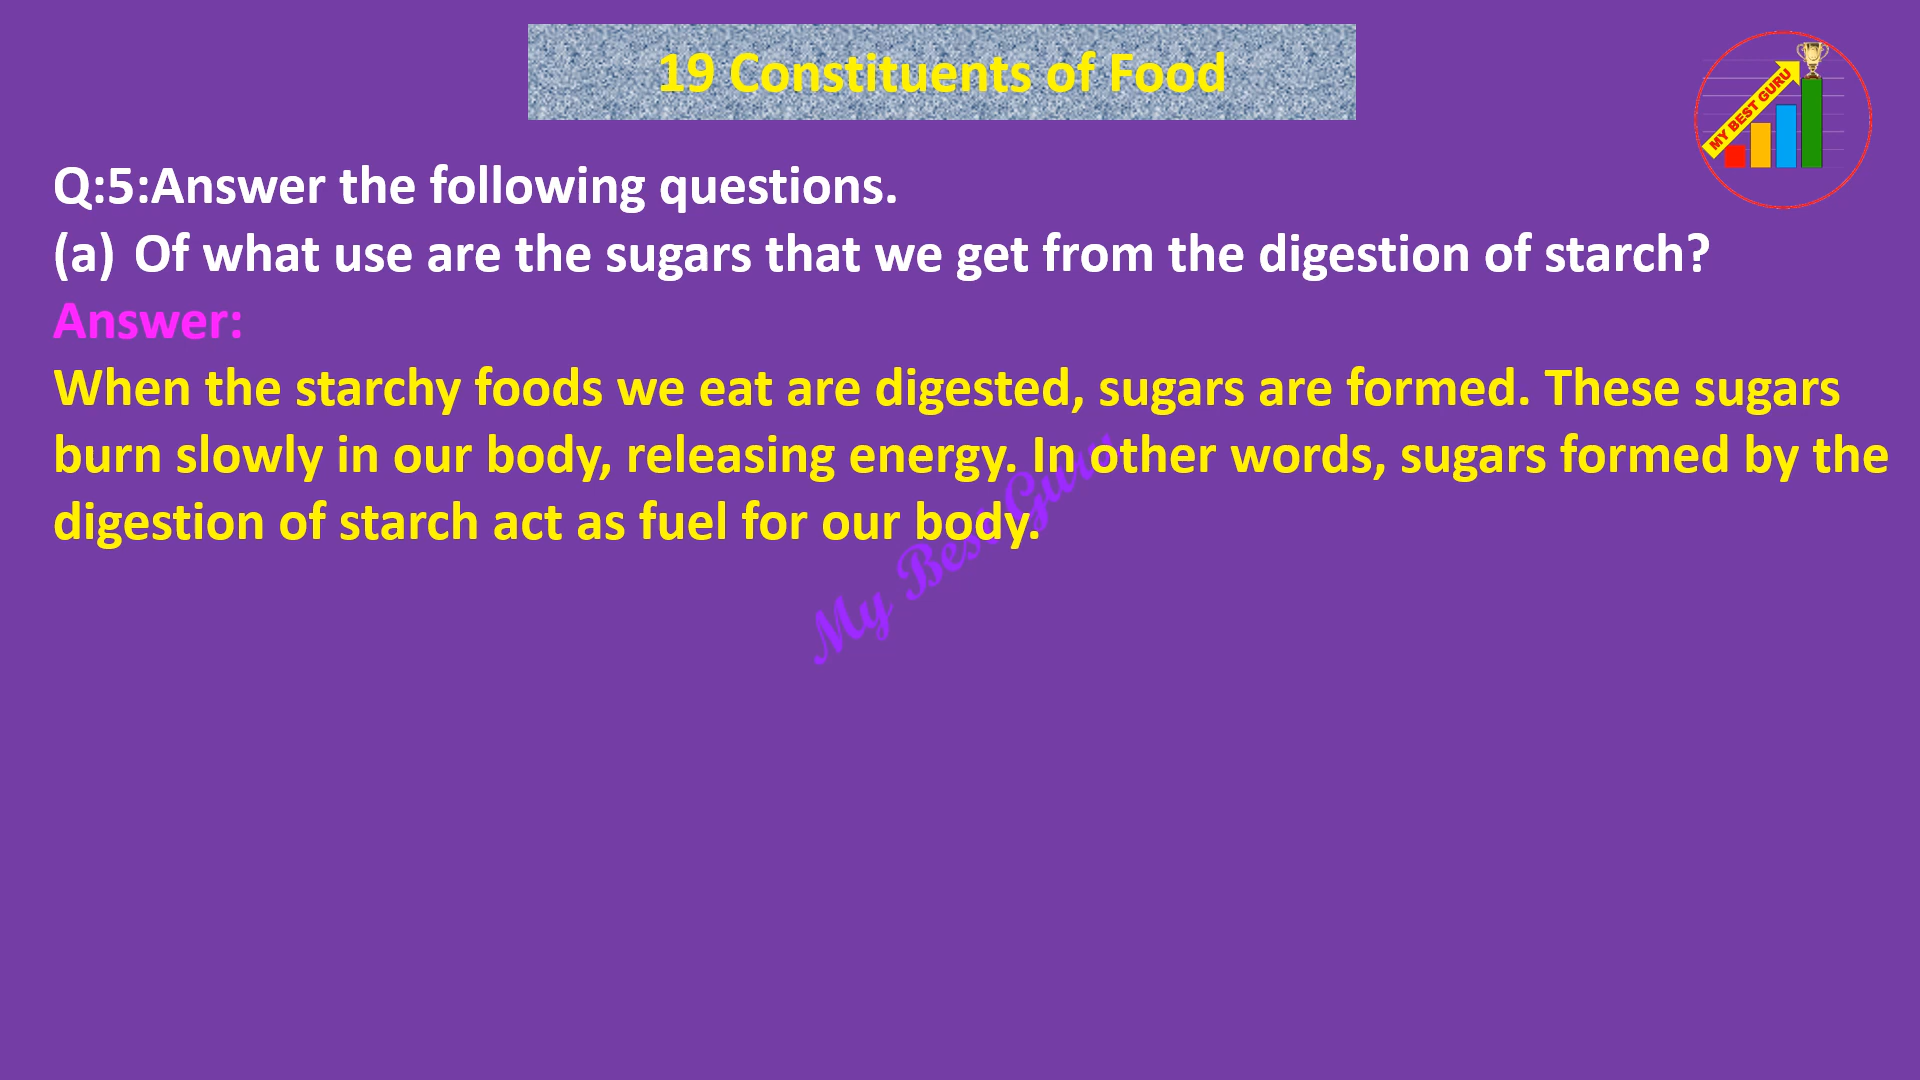 19 Constituents of Food
MY BEST GURU
Q:5:Answer the following questions.
(a) Of what use are the sugars that we get from the digestion of starch?
Answer:
When the starchy foods we eat are digested, sugars are formed. These sugars
burn slowly in our body, releasing energy. In other words, sugars formed by the
digestion of starch act as fuel for our body.
My Best Guru